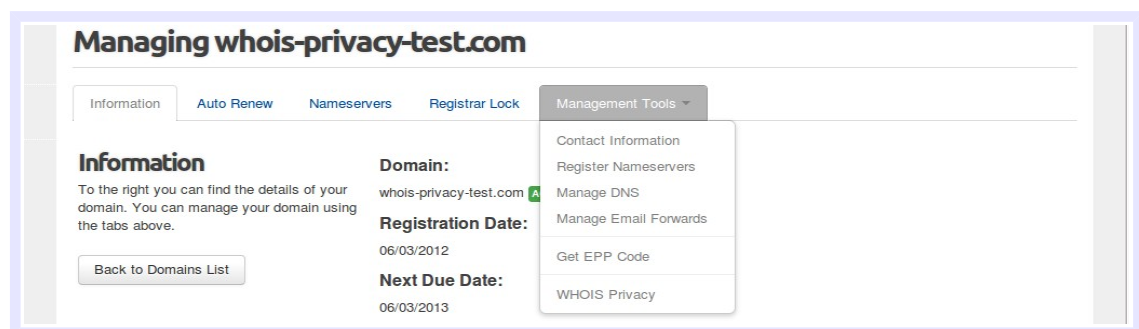 Managing whois-privacy-test.com
Information Auto Renew Nameservers Registrar Lock Management Tools
Contact Information
Register Nameservers
Manage DNS
Manage Email Forwards
Get EPP Code
WHOIS Privacy
Information
To the right you can find the details of your
domain. You can manage your domain using
the tabs above.
Back to Domains List
Domain:
whois-privacy-test.com
Registration Date:
06/03/2012
Next Due Date:
06/03/2013